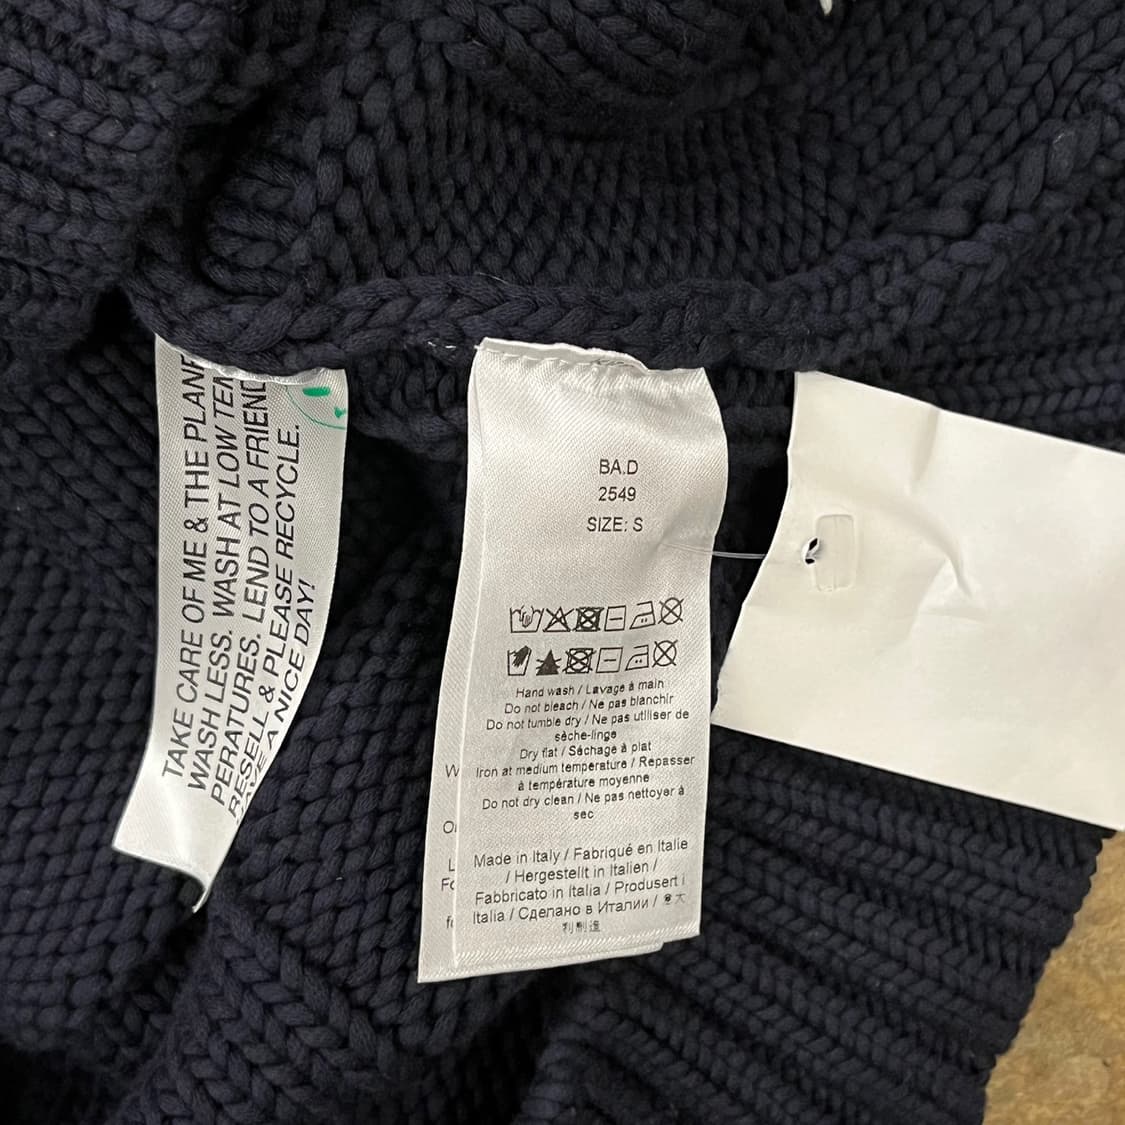 TAKE CARE OF ME & THE PLANE
WASH LESS. WASH AT LOW TEM
PERATURES. LEND TO A FRIEND
RESELL & PLEASE RECYCLE.
HAVE A NICE DAY!
BA.D
2549
SIZE: S
Hand wash / Lavage à main
Do not bleach / Ne pas blanchir
Do not tumble dry / Ne pas utiliser de
sèche-linge
Dry flat / Séchage à plat
Iron at medium temperature / Repasser
à température moyenne
Do not dry clean / Ne pas nettoyer à
sec
Made in Italy / Fabriqué en Italie
/ Hergestellt in Italien /
Fabbricato in Italia / Produsert i
Italia / Сделано в Италии /